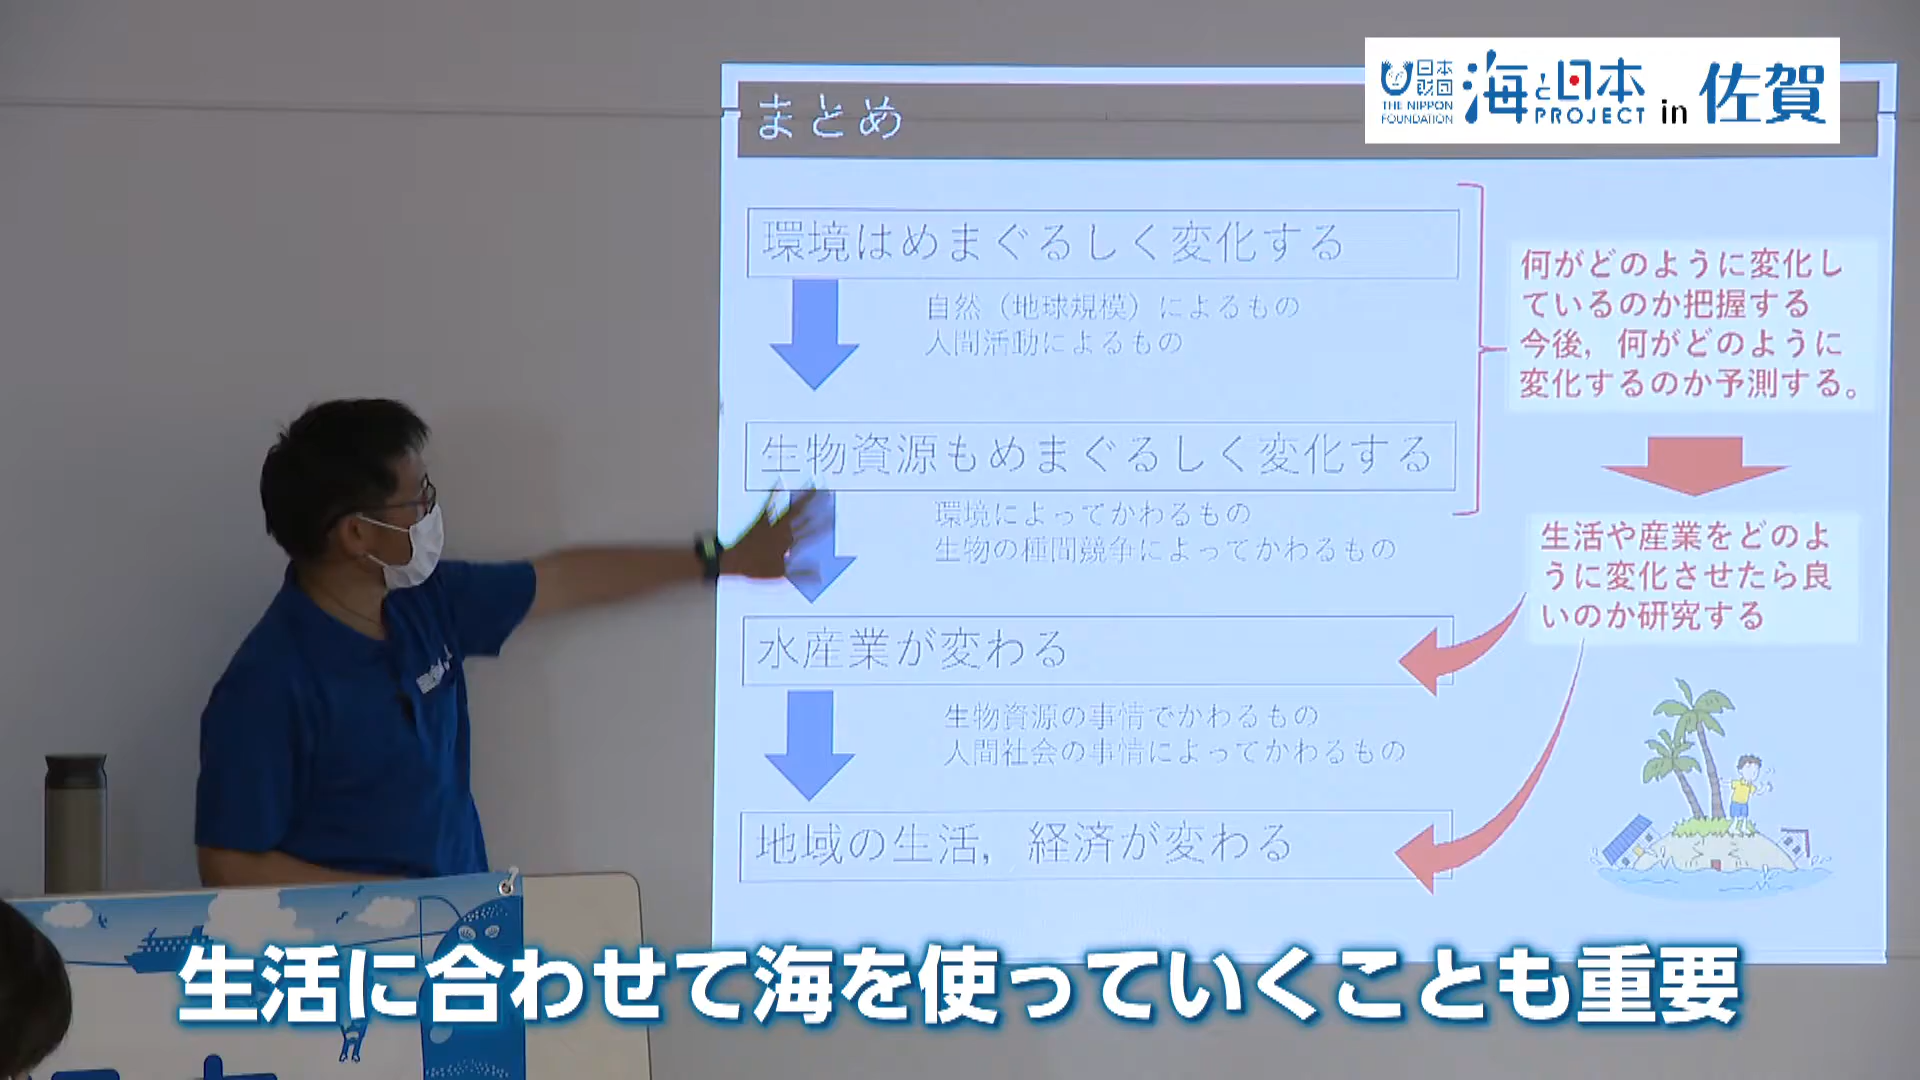 日本
財団
THE NIPPON
FOUNDATION
海と日本
PROJECT
in 佐賀
まとめ
環境はめまぐるしく変化する
自然（地球規模）によるもの
人間活動によるもの
生物資源もめまぐるしく変化する
環境によってかわるもの
生物の種間競争によってかわるもの
水産業が変わる
生物資源の事情でかわるもの
人間社会の事情によってかわるもの
地域の生活，経済が変わる
何がどのように変化し
ているのか把握する
今後，何がどのように
変化するのか予測する。
生活や産業をどのよ
うに変化させたら良
いのか研究する
生活に合わせて海を使っていくことも重要